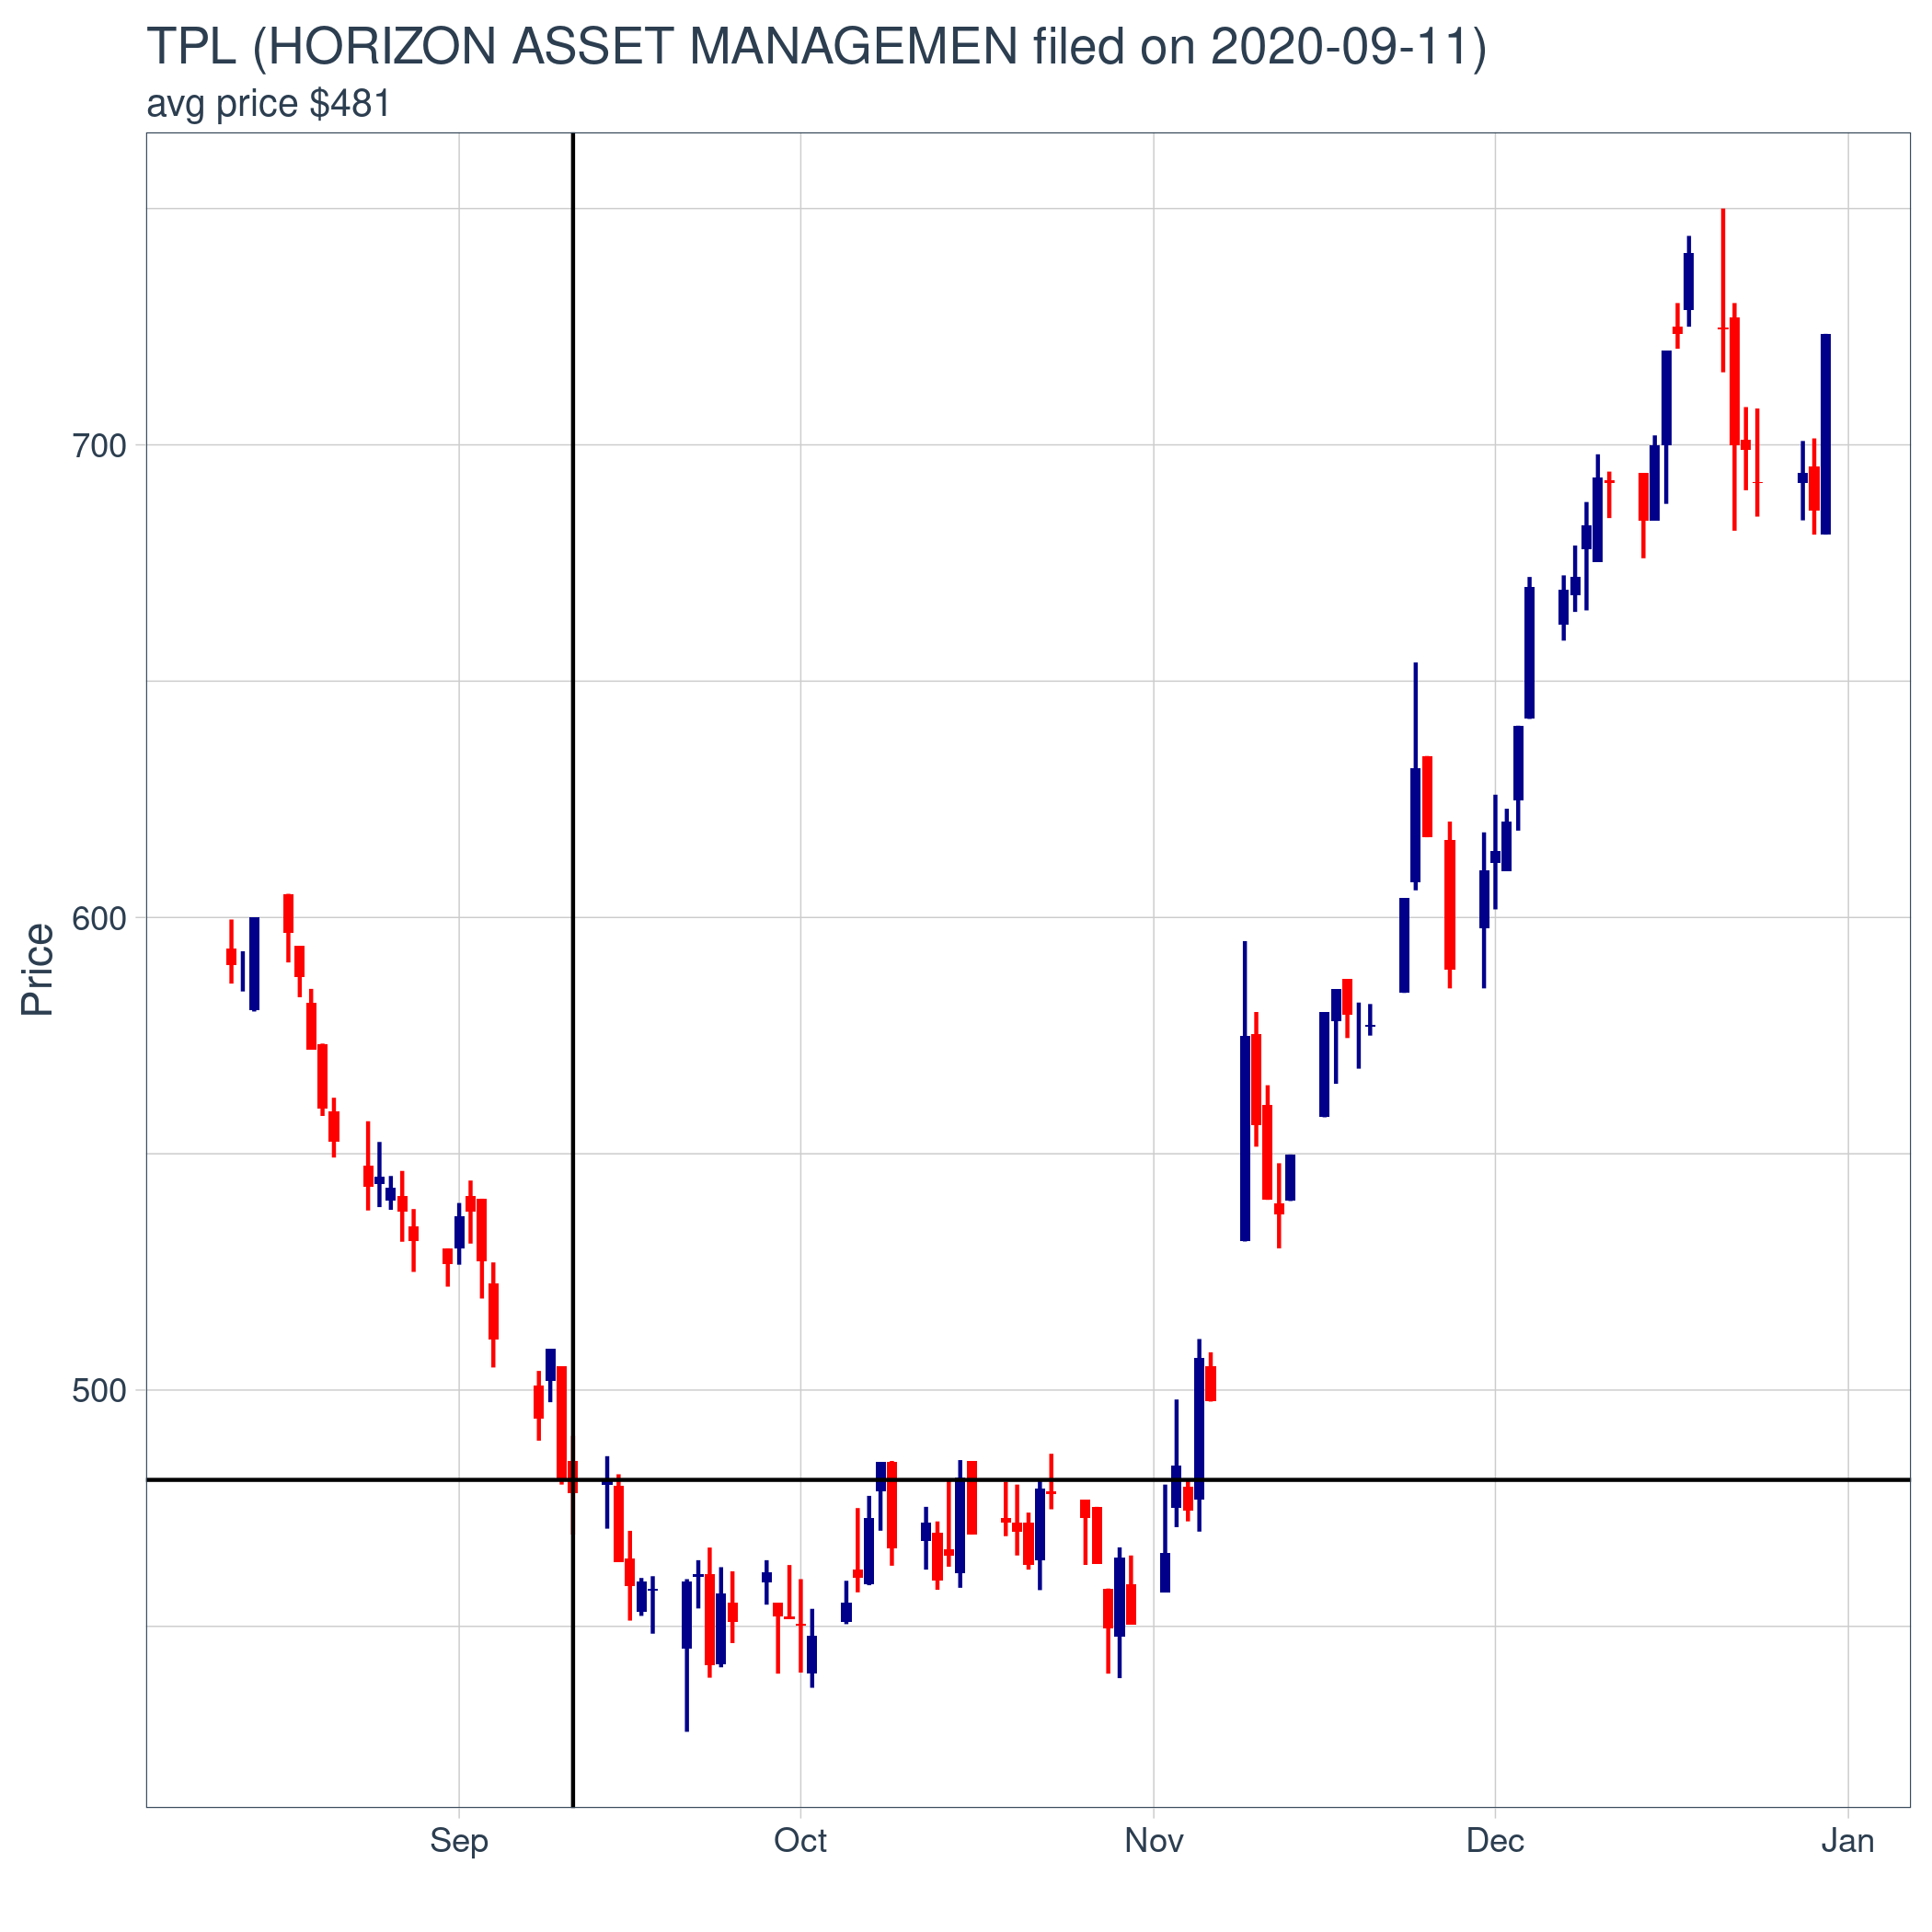 TPL (HORIZON ASSET MANAGEMEN filed on 2020-09-11)
avg price $481
700
600
500
Price
Sep Oct Nov Dec Jan